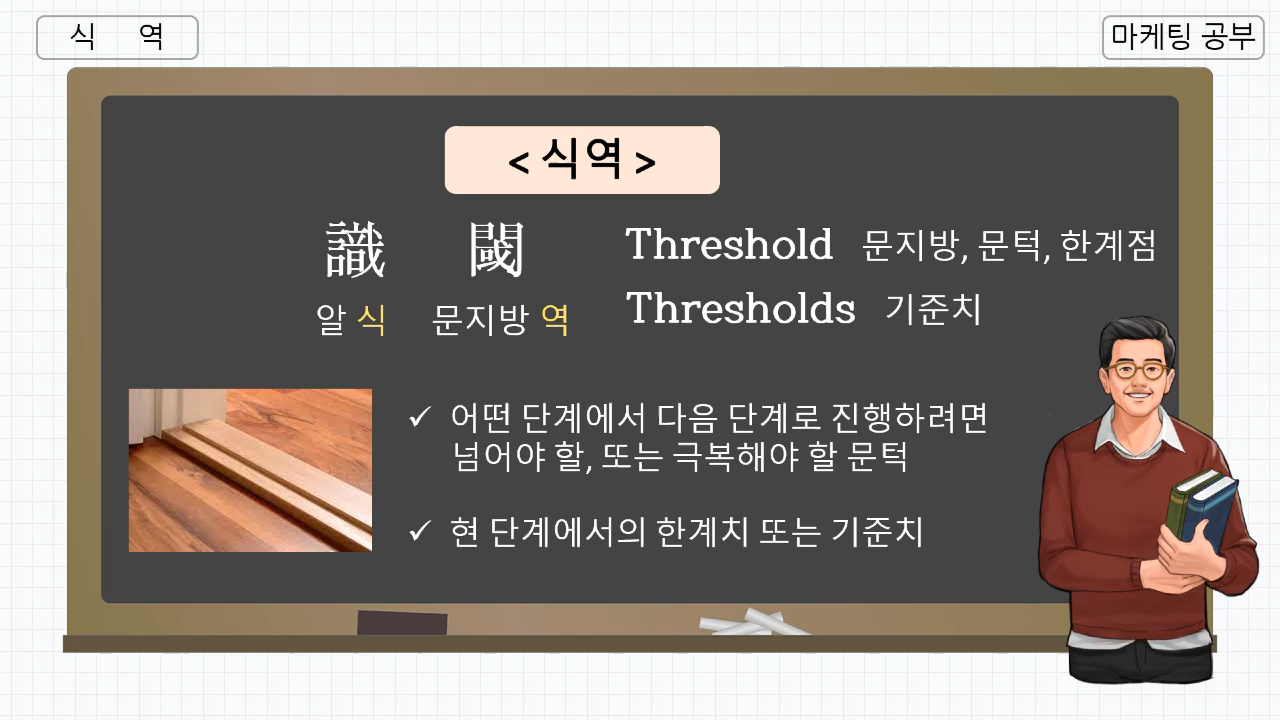 식 역
마케팅 공부
< 식역 >
識 閾
알 식 문지방 역
Threshold 문지방, 문턱, 한계점
Thresholds 기준치
✓ 어떤 단계에서 다음 단계로 진행하려면
넘어야 할, 또는 극복해야 할 문턱
✓ 현 단계에서의 한계치 또는 기준치